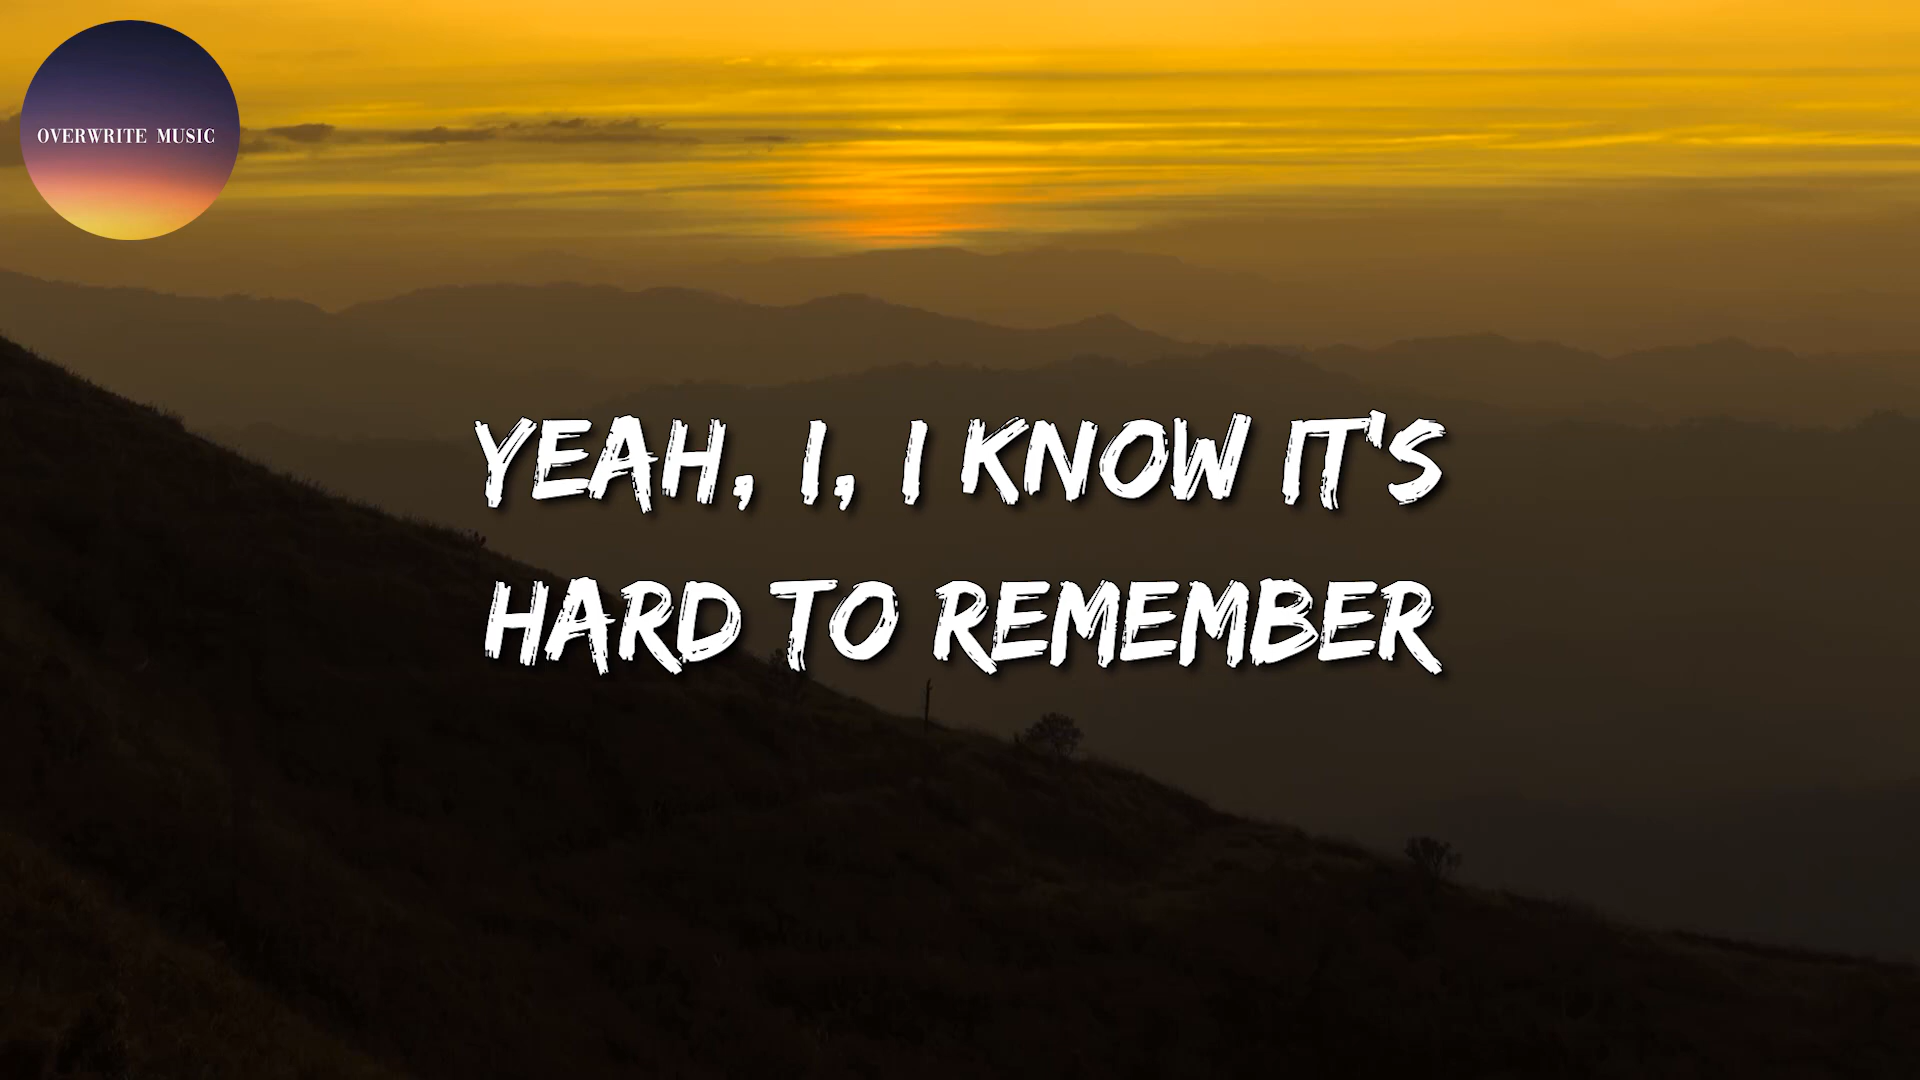 OVERWRITE MUSIC
YEAH, I, I KNOW IT'S
HARD TO REMEMBER